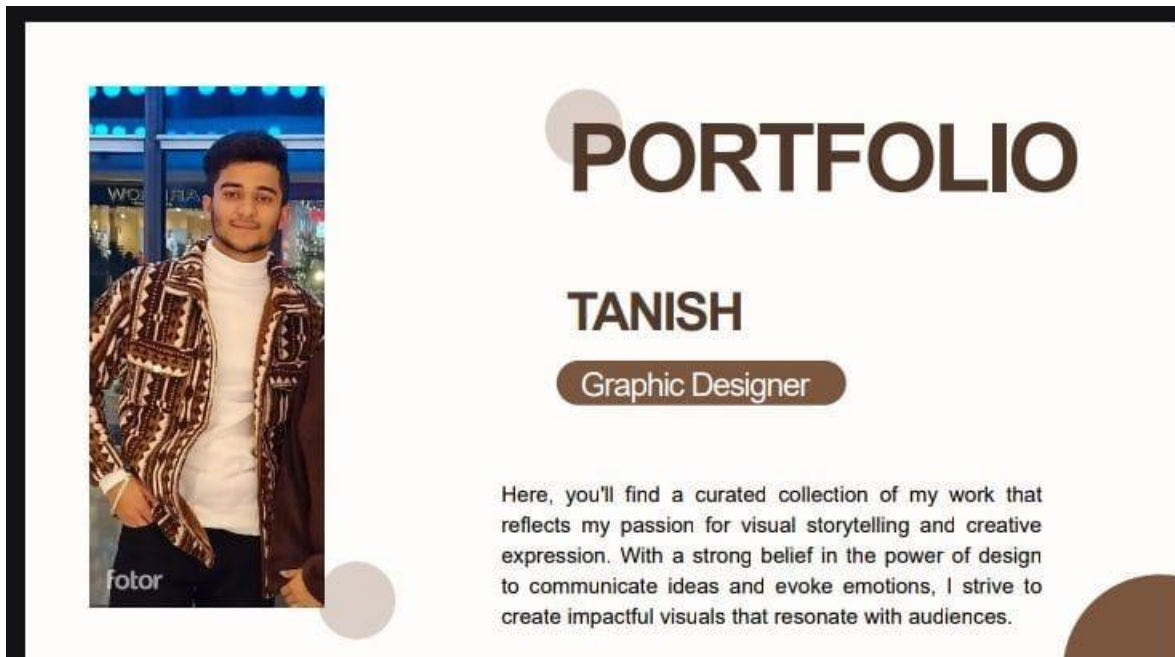 PORTFOLIO
TANISH
Graphic Designer
Here, you'll find a curated collection of my work that
reflects my passion for visual storytelling and creative
expression. With a strong belief in the power of design
to communicate ideas and evoke emotions, I strive to
create impactful visuals that resonate with audiences.
fotor